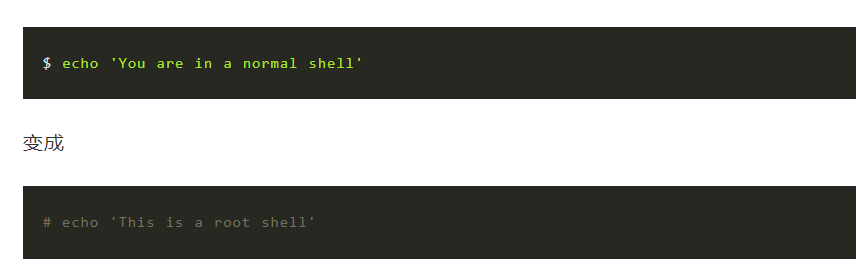 $ echo 'You are in a normal shell'
变成
# echo 'This is a root shell'